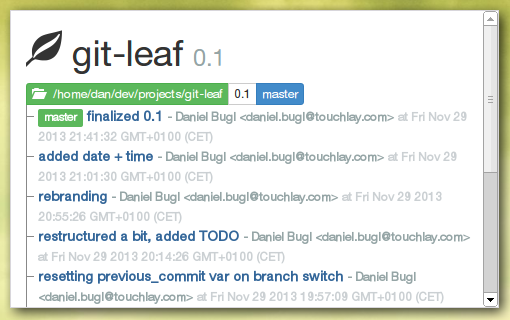 git-leaf 0.1
/home/dan/dev/projects/git-leaf 0.1 master
master finalized 0.1 - Daniel Bugl <daniel.bugl@touchlay.com> at Fri Nov 29
2013 21:41:32 GMT+0100 (CET)
added date + time - Daniel Bugl <daniel.bugl@touchlay.com> at Fri Nov 29
2013 21:01:30 GMT+0100 (CET)
rebranding - Daniel Bugl <daniel.bugl@touchlay.com> at Fri Nov 29 2013
20:55:26 GMT+0100 (CET)
restructured a bit, added TODO - Daniel Bugl <daniel.bugl@touchlay.com>
at Fri Nov 29 2013 20:14:26 GMT+0100 (CET)
resetting previous_commit var on branch switch - Daniel Bugl
<daniel.bugl@touchlay.com> at Fri Nov 29 2013 19:57:09 GMT+0100 (CET)